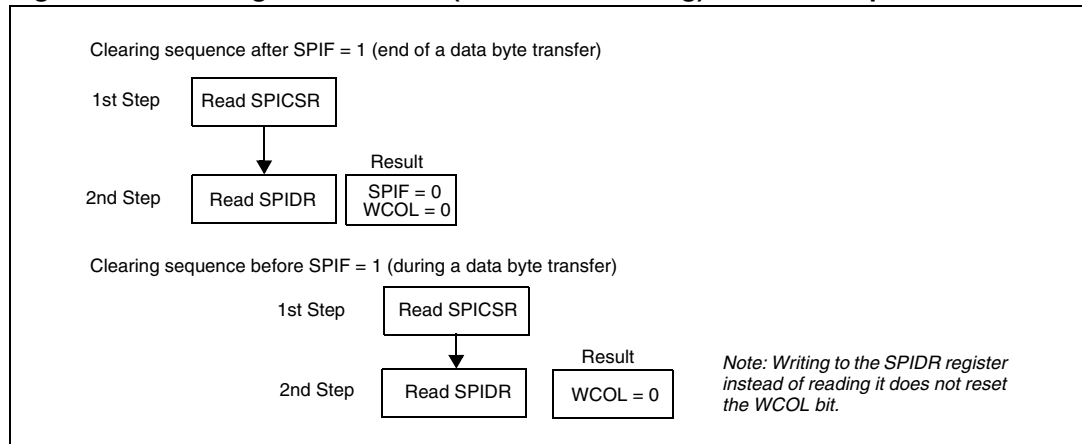 Clearing sequence after SPIF = 1 (end of a data byte transfer)
1st Step
Read SPICSR
Result
2nd Step
Read SPIDR
SPIF = 0
WCOL = 0
Clearing sequence before SPIF = 1 (during a data byte transfer)
1st Step
Read SPICSR
Result
2nd Step
Read SPIDR
WCOL = 0
Note: Writing to the SPIDR register
instead of reading it does not reset
the WCOL bit.